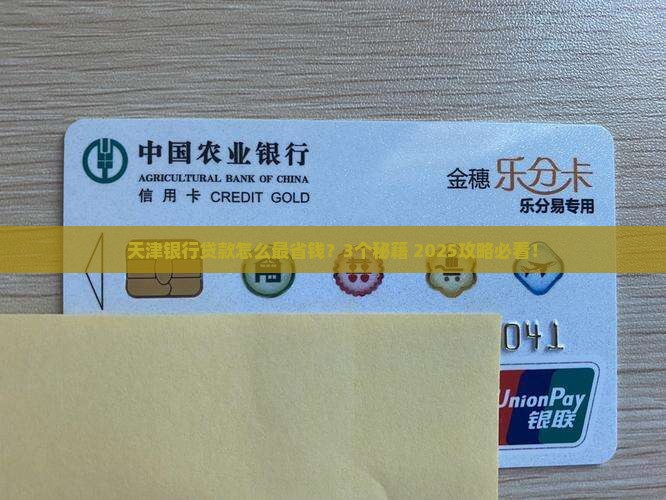 中国农业银行
AGRICULTURAL BANK OF CHINA
信用卡 CREDIT GOLD
金穗 乐分卡
乐分易专用
天津银行贷款怎么最省钱？3个秘籍 2025攻略必看！
041
UnionPay
银联